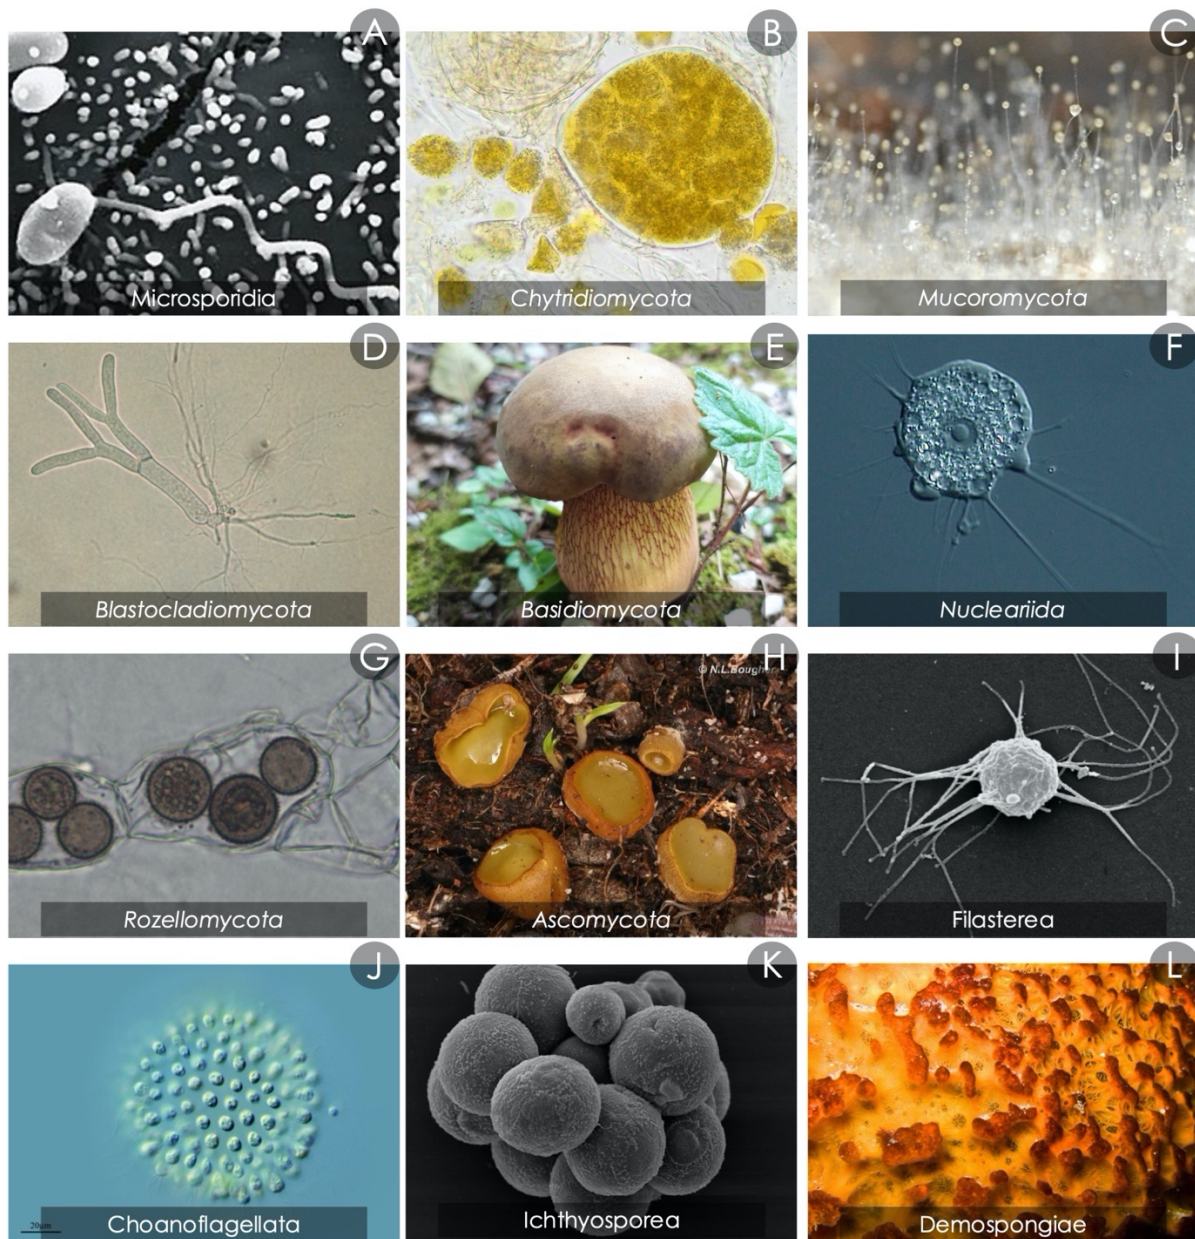 A
B
C
Microsporidia
Chytridiomycota
Mucoromycota
D
E
F
Blastocladiomycota
Basidiomycota
Nucleariida
G
H
I
© N.L.Bougher
Rozellomycota
Ascomycota
Filasterea
J
K
L
20µm
Choanoflagellata
Ichthyosporea
Demospongiae